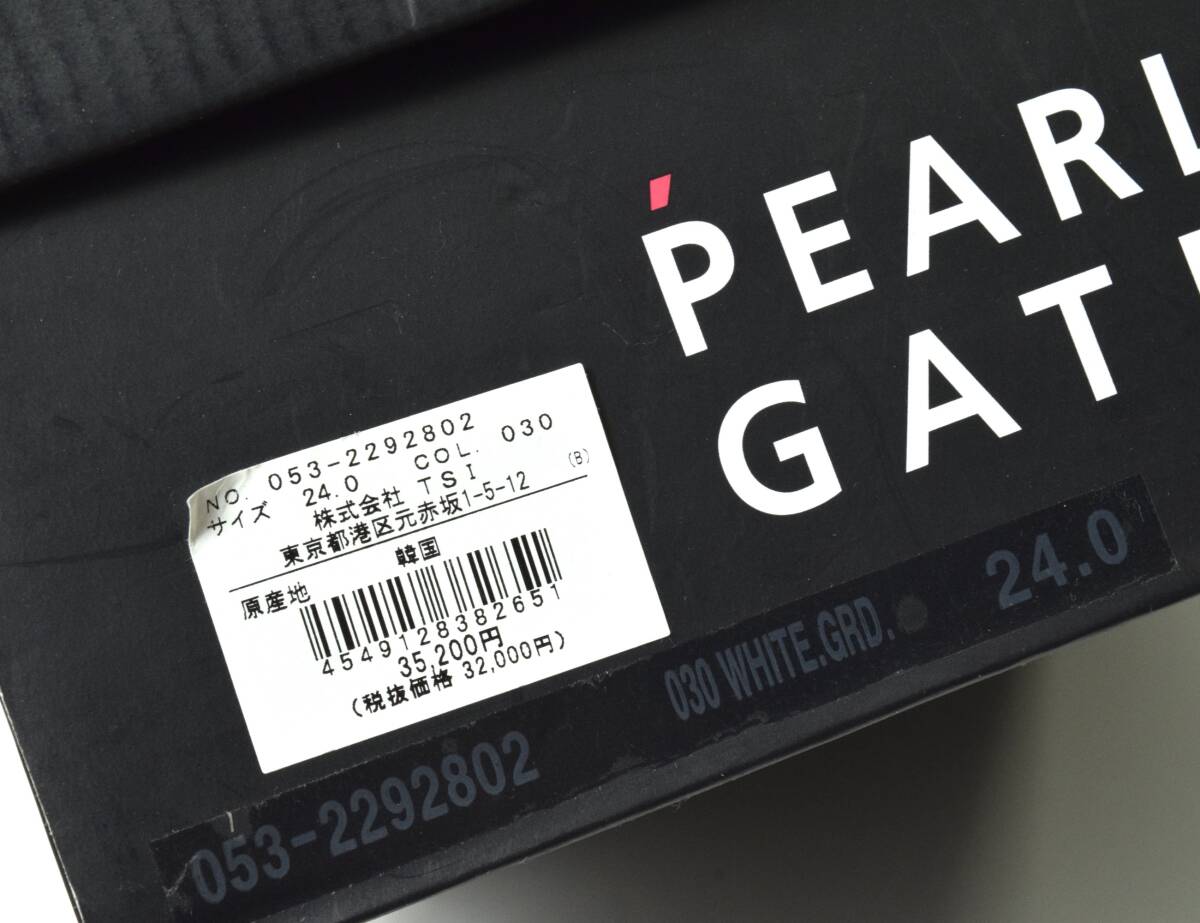 PEARL
GAT
NO. 053-2292802
サイズ 24.0 COL. 030
株式会社 TSI (B)
東京都港区元赤坂1-5-12
原産地 韓国
4549128382651
35,200円
(税抜価格 32,000円)
053-2292802 030 WHITE.GRD. 24.0